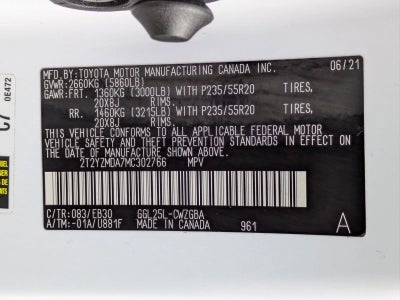 MFD. BY: TOYOTA MOTOR MANUFACTURING CANADA INC. 06/21
GVWR: 2660KG (5860LB)
GAWR: FRT. 1360KG (3000LB) WITH P235/55R20 TIRES,
20X8J RIMS,
RR. 1460KG (3215LB) WITH P235/55R20 TIRES,
20X8J RIMS,
THIS VEHICLE CONFORMS TO ALL APPLICABLE FEDERAL MOTOR
VEHICLE SAFETY, BUMPER, AND THEFT PREVENTION STANDARDS
IN EFFECT ON THE DATE OF MANUFACTURE SHOWN ABOVE.
2T2YZMDA7MC302766 MPV
C/TR: 083/EB30 GGL25L-CWZGBA
A/TM: -01A/U881F MADE IN CANADA 961 A
0E472
C7